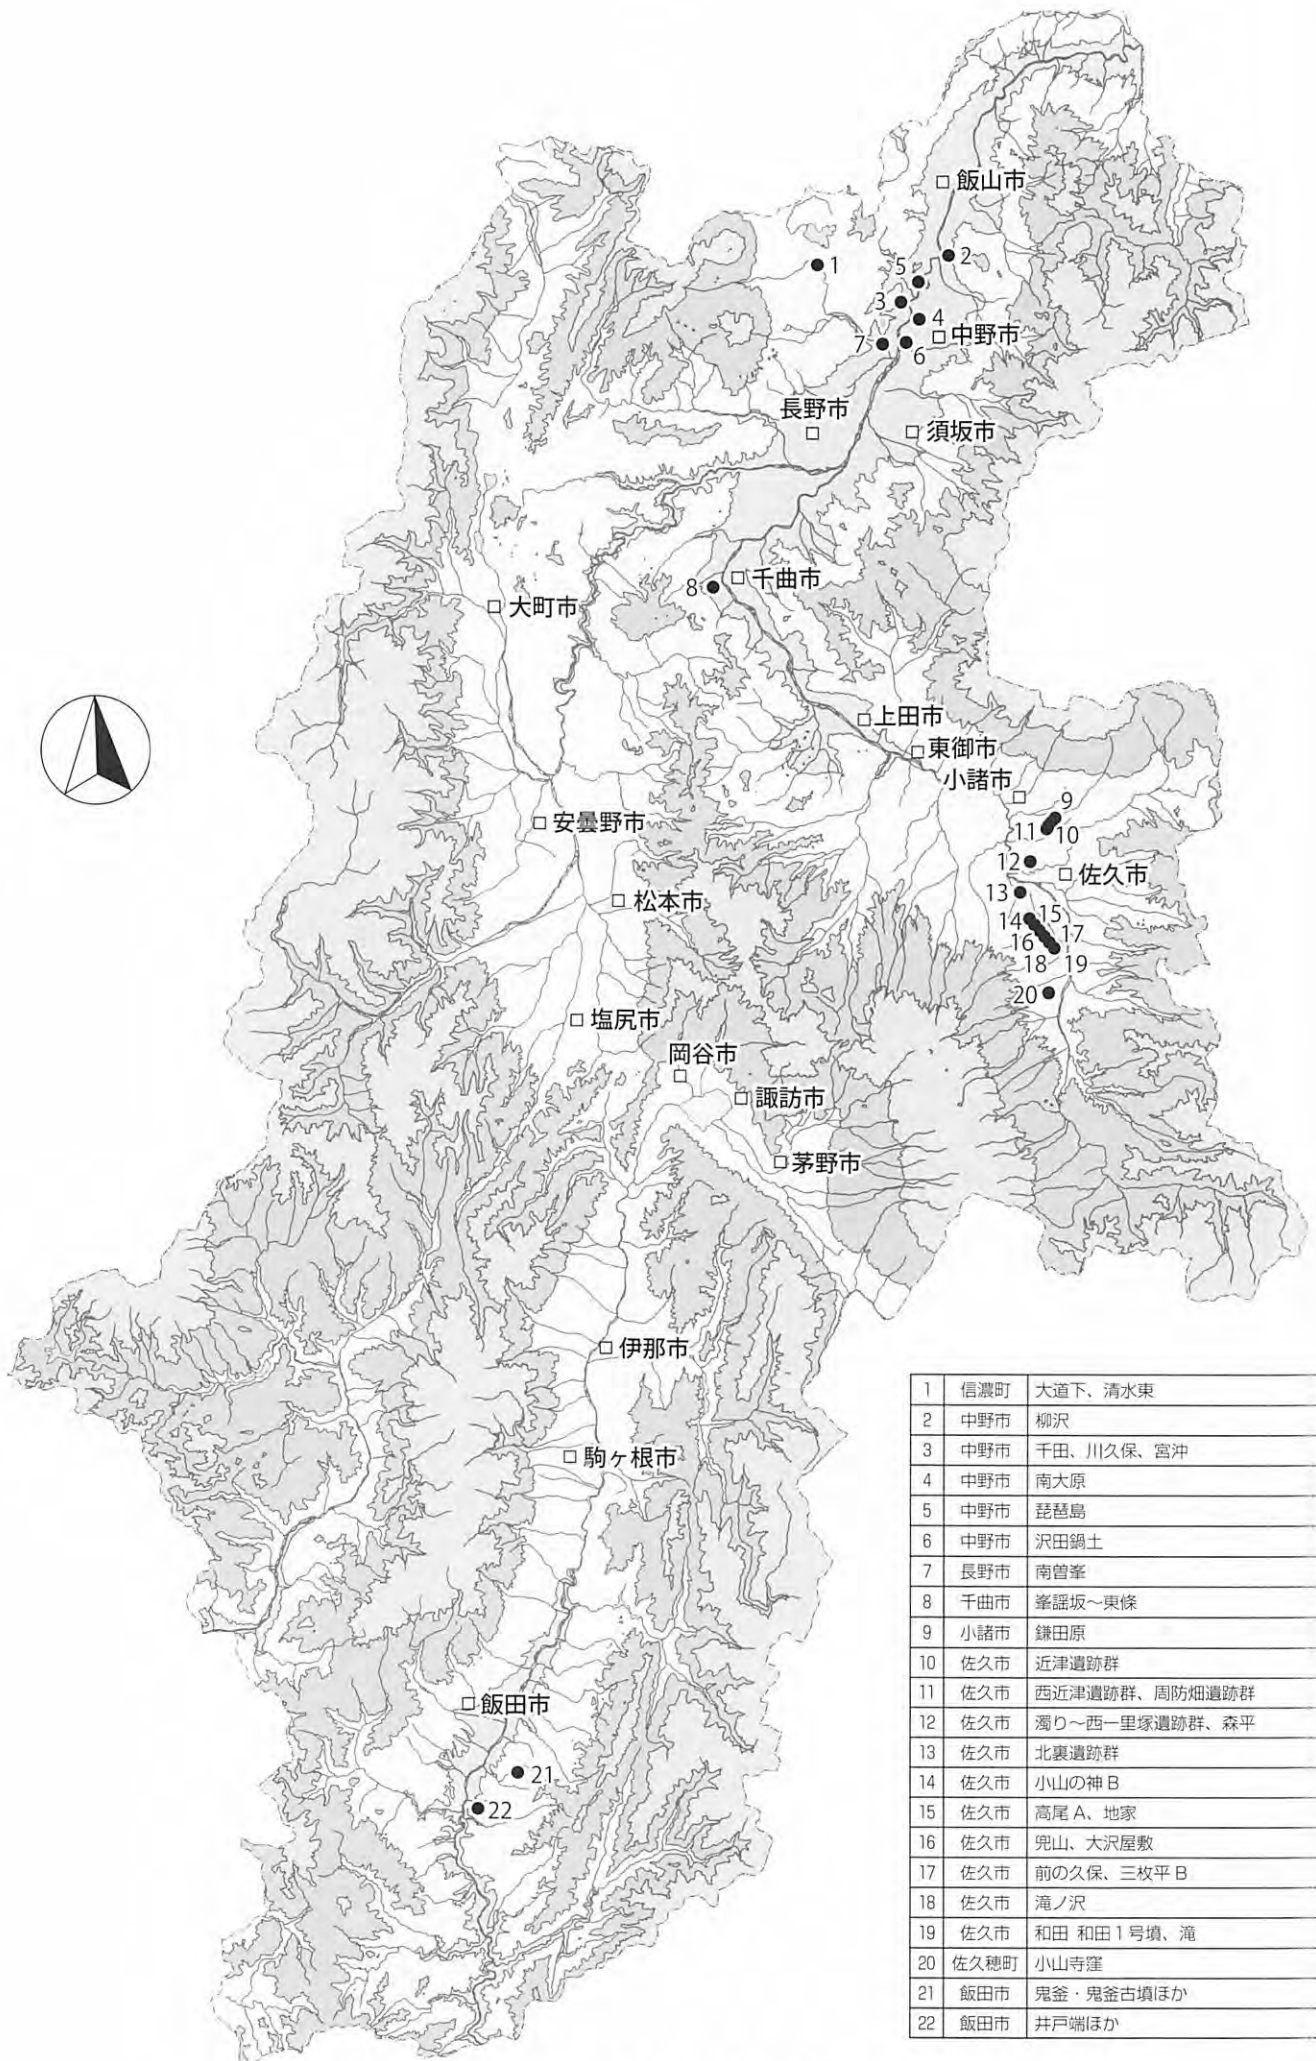 飯山市
1
2
5
3
4
中野市
7
6
長野市
須坂市
千曲市
8
大町市
上田市
東御市
小諸市
9
11
10
安曇野市
12
佐久市
松本市
13
15
14
17
16
18
19
20
塩尻市
岡谷市
諏訪市
茅野市
伊那市
駒ヶ根市
飯田市
21
22
1 信濃町 大道下、清水東
2 中野市 柳沢
3 中野市 千田、川久保、宮沖
4 中野市 南大原
5 中野市 琵琶島
6 中野市 沢田鍋土
7 長野市 南曽峯
8 千曲市 峯謡坂~東條
9 小諸市 鎌田原
10 佐久市 近津遺跡群
11 佐久市 西近津遺跡群、周防畑遺跡群
12 佐久市 濁り~西一里塚遺跡群、森平
13 佐久市 北裏遺跡群
14 佐久市 小山の神 B
15 佐久市 高尾 A、地家
16 佐久市 兜山、大沢屋敷
17 佐久市 前の久保、三枚平 B
18 佐久市 滝ノ沢
19 佐久市 和田 和田1号墳、滝
20 佐久穂町 小山寺窪
21 飯田市 鬼釜・鬼釜古墳ほか
22 飯田市 井戸端ほか